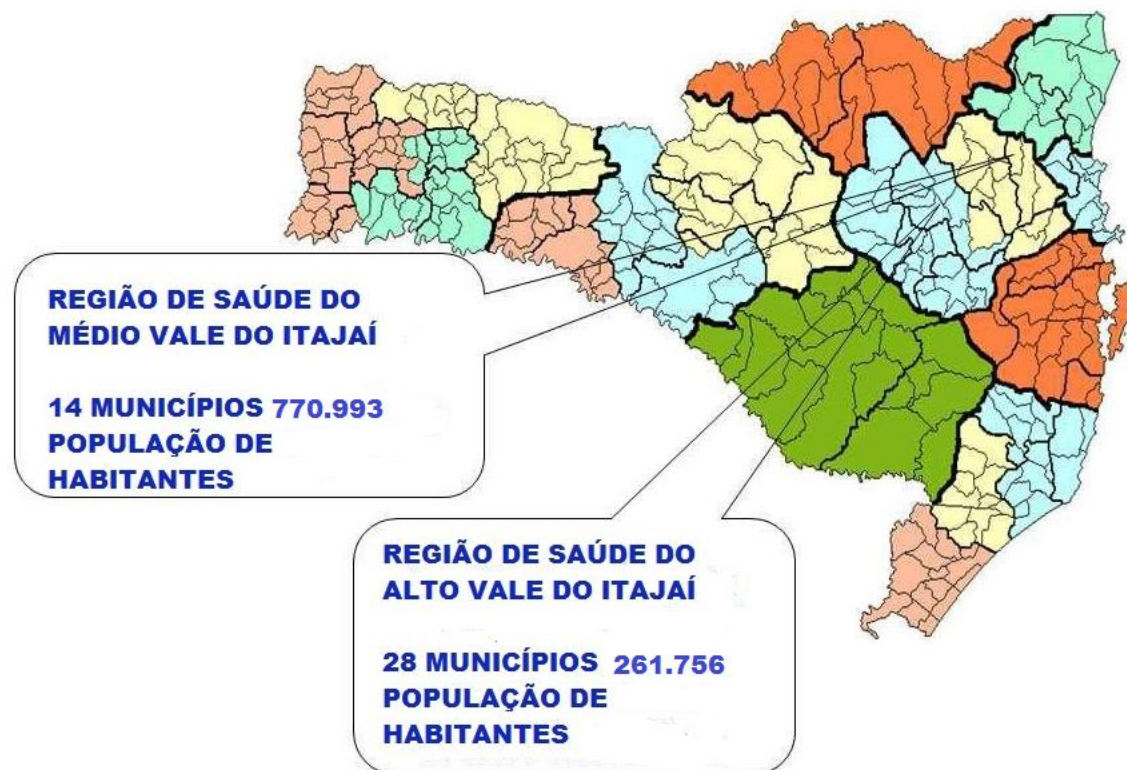 REGIÃO DE SAÚDE DO
MÉDIO VALE DO ITAJAÍ
14 MUNICÍPIOS 770.993
POPULAÇÃO DE
HABITANTES
REGIÃO DE SAÚDE DO
ALTO VALE DO ITAJAÍ
28 MUNICÍPIOS 261.756
POPULAÇÃO DE
HABITANTES